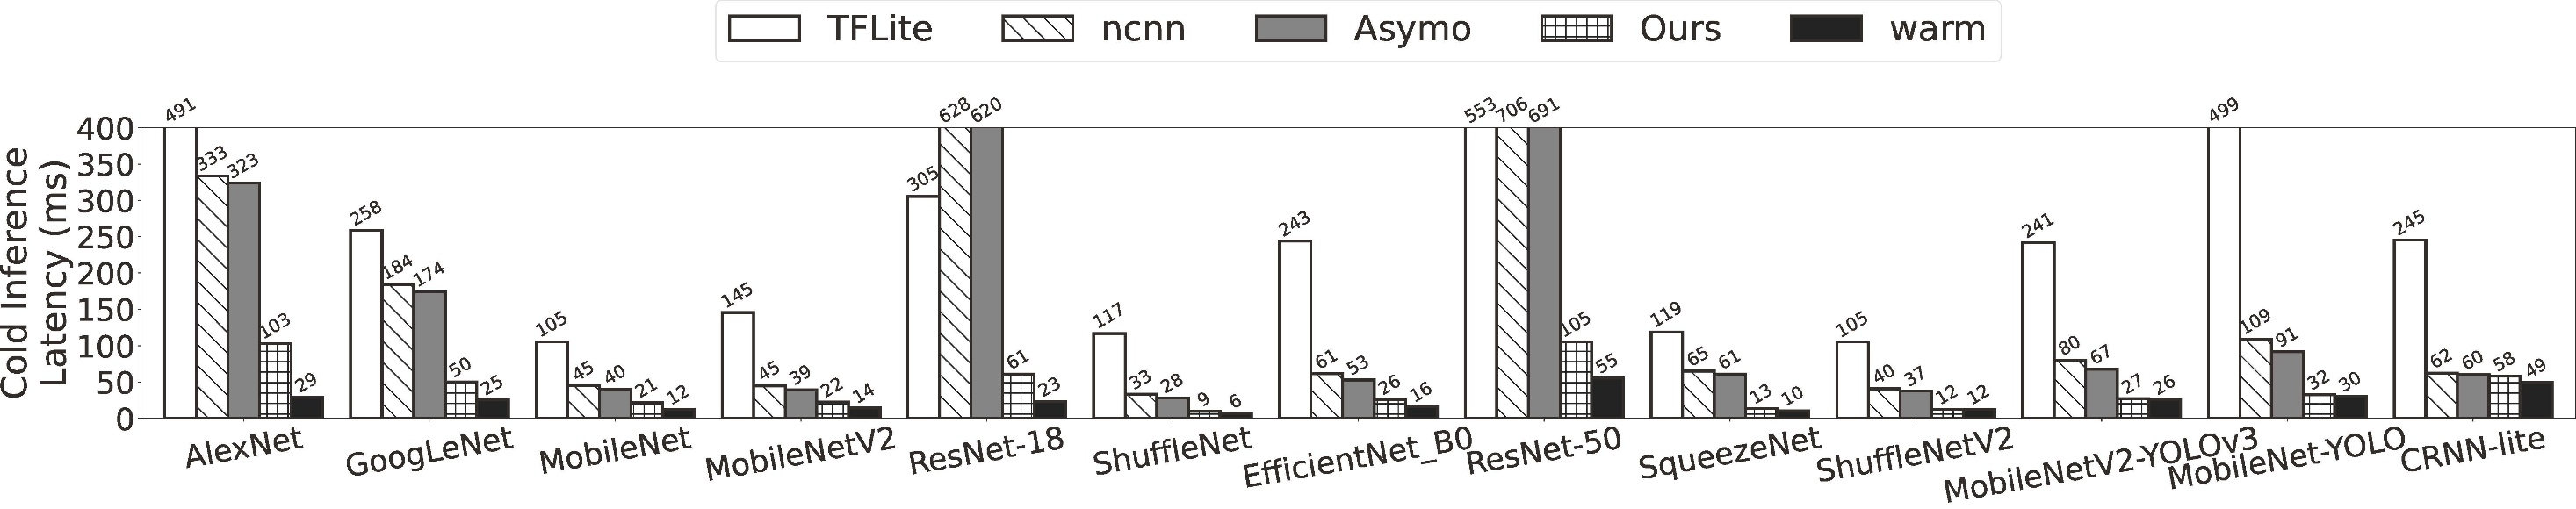 TFLite ncnn Asymo Ours warm
Cold Inference
Latency (ms)
400
350
300
250
200
150
100
50
0
491 333 323 103 29
258 184 174 50 25
105 45 40 21 12
145 45 39 22 14
305 628 620 61 23
117 33 28 9 6
243 61 53 26 16
553 706 691 105 55
119 65 61 13 10
105 40 37 12 12
241 80 67 27 26
499 109 91 32 30
245 62 60 58 49
AlexNet
GoogLeNet
MobileNet
MobileNetV2
ResNet-18
ShuffleNet
EfficientNet_B0
ResNet-50
SqueezeNet
ShuffleNetV2
MobileNetV2-YOLOv3
MobileNet-YOLO
CRNN-lite